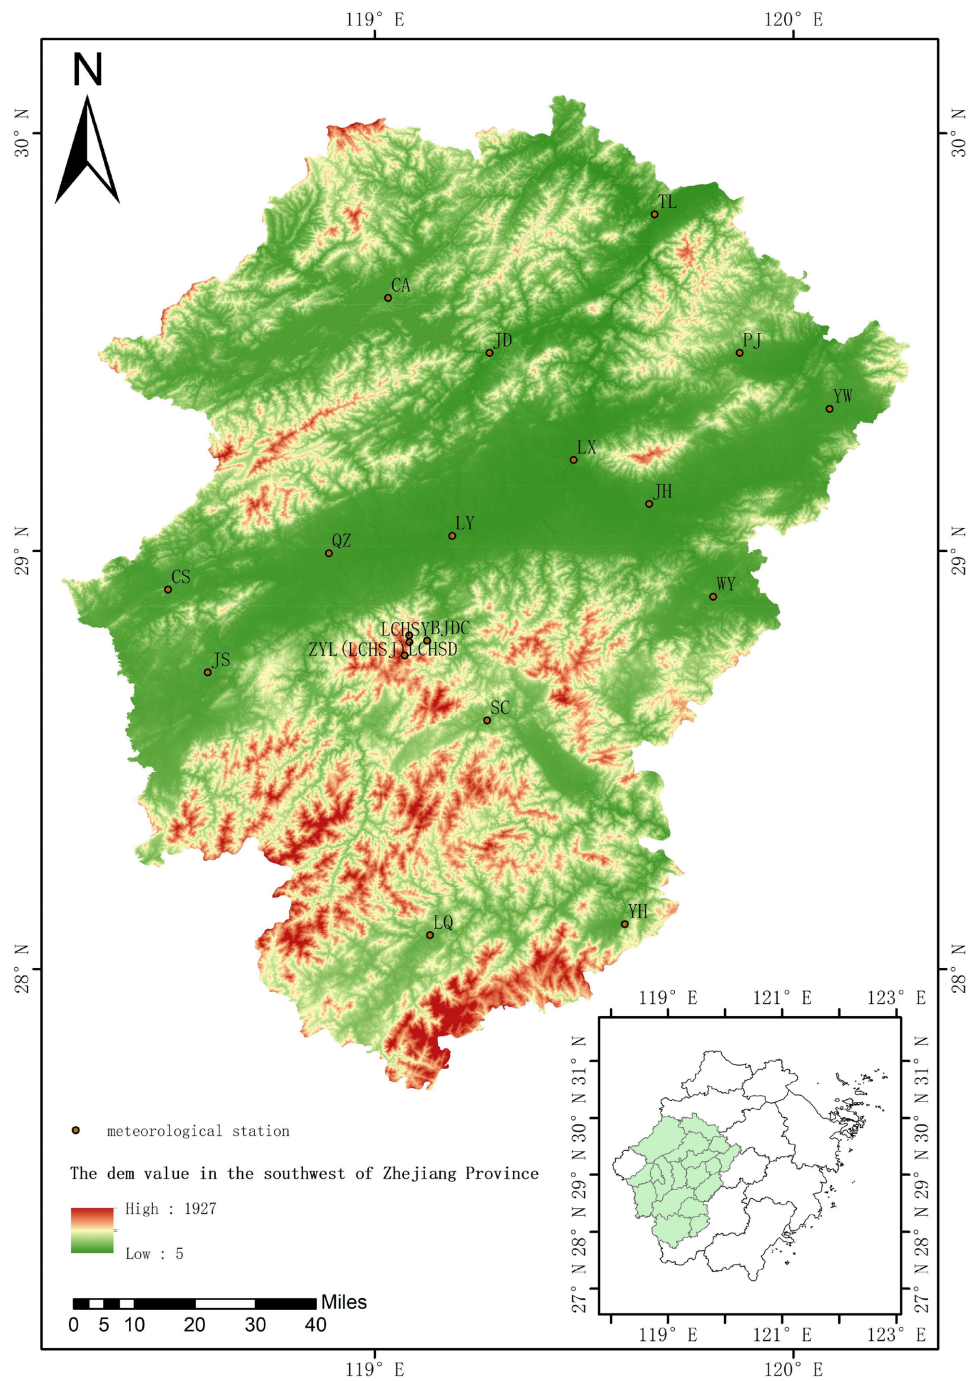 119° E 120° E
N
30° N 30° N
TL
CA
JD PJ
YW
LX
JH
LY
QZ
29° N 29° N
CS WY
LCHSYBJDC
ZYL(LCHSJ)LCHSD
JS
SC
LQ YH
28° N 28° N
119° E 121° E 123° E
31° N 31° N
30° N 30° N
29° N 29° N
28° N 28° N
27° N 27° N
119° E 121° E 123° E
meteorological station
The dem value in the southwest of Zhejiang Province
High : 1927
Low : 5
Miles
0 5 10 20 30 40
119° E 120° E